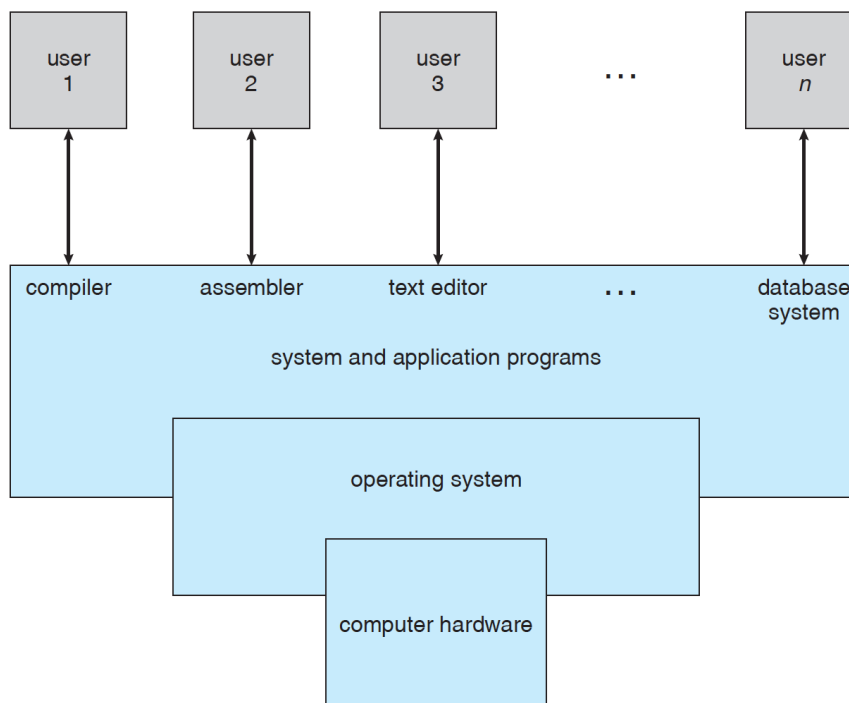 user
1
user
2
user
3
...
user
n
compiler
assembler
text editor
...
database
system
system and application programs
operating system
computer hardware